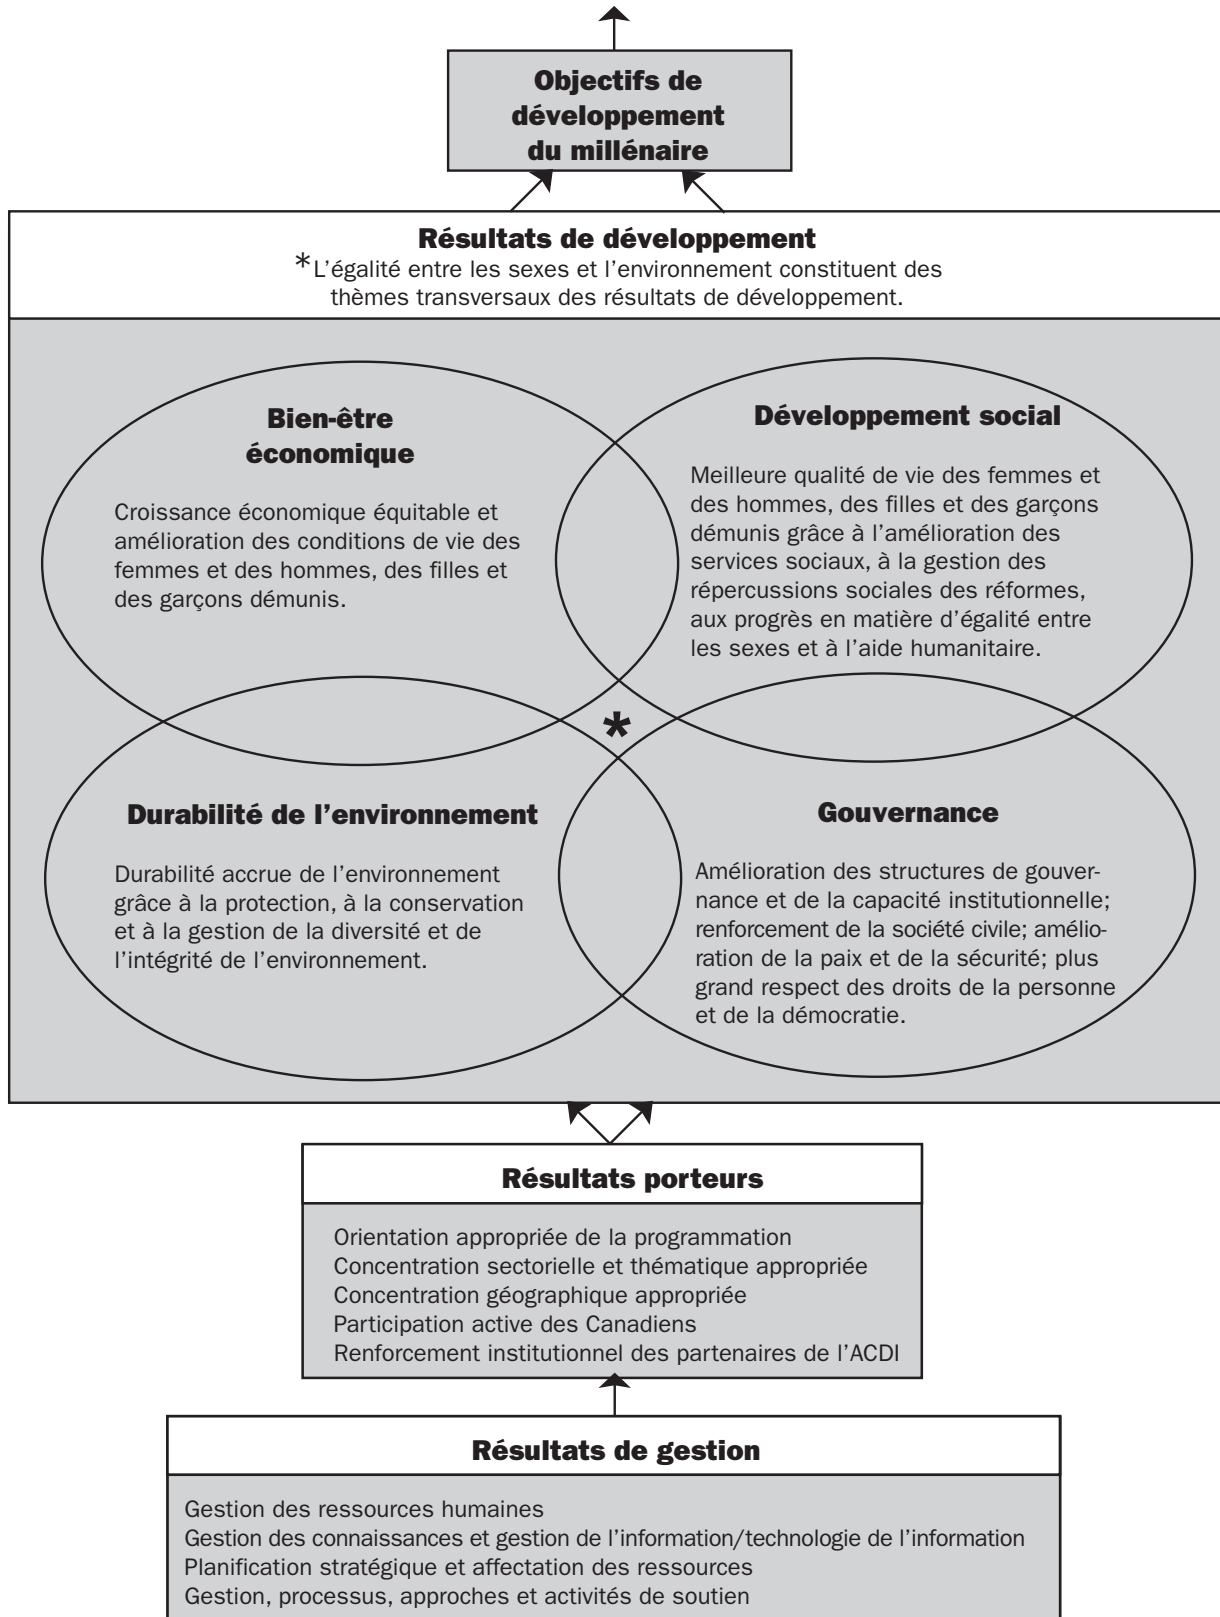 Objectifs de
développement
du millénaire
Résultats de développement
*L'égalité entre les sexes et l'environnement constituent des
thèmes transversaux des résultats de développement.
Bien-être
économique
Croissance économique équitable et
amélioration des conditions de vie des
femmes et des hommes, des filles et
des garçons démunis.
Développement social
Meilleure qualité de vie des femmes et
des hommes, des filles et des garçons
démunis grâce à l'amélioration des
services sociaux, à la gestion des
répercussions sociales des réformes,
aux progrès en matière d'égalité entre
les sexes et à l'aide humanitaire.
*
Durabilité de l'environnement
Durabilité accrue de l'environnement
grâce à la protection, à la conservation
et à la gestion de la diversité et de
l'intégrité de l'environnement.
Gouvernance
Amélioration des structures de gouver-
nance et de la capacité institutionnelle;
renforcement de la société civile; amélio-
ration de la paix et de la sécurité; plus
grand respect des droits de la personne
et de la démocratie.
Résultats porteurs
Orientation appropriée de la programmation
Concentration sectorielle et thématique appropriée
Concentration géographique appropriée
Participation active des Canadiens
Renforcement institutionnel des partenaires de l'ACDI
Résultats de gestion
Gestion des ressources humaines
Gestion des connaissances et gestion de l'information/technologie de l'information
Planification stratégique et affectation des ressources
Gestion, processus, approches et activités de soutien